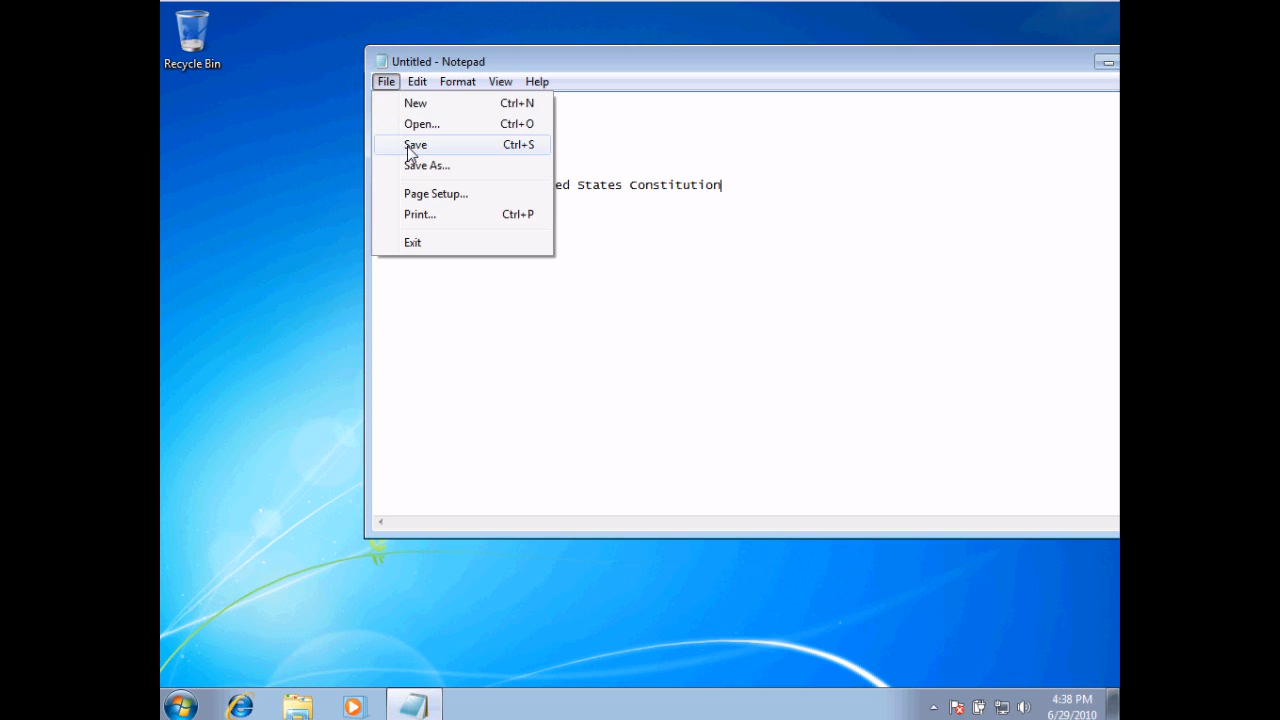 Recycle Bin
Untitled - Notepad
File Edit Format View Help
New Ctrl+N
Open... Ctrl+O
Save Ctrl+S
Save As...
ed States Constitution
Page Setup...
Print... Ctrl+P
Exit
4:38 PM
6/29/2010